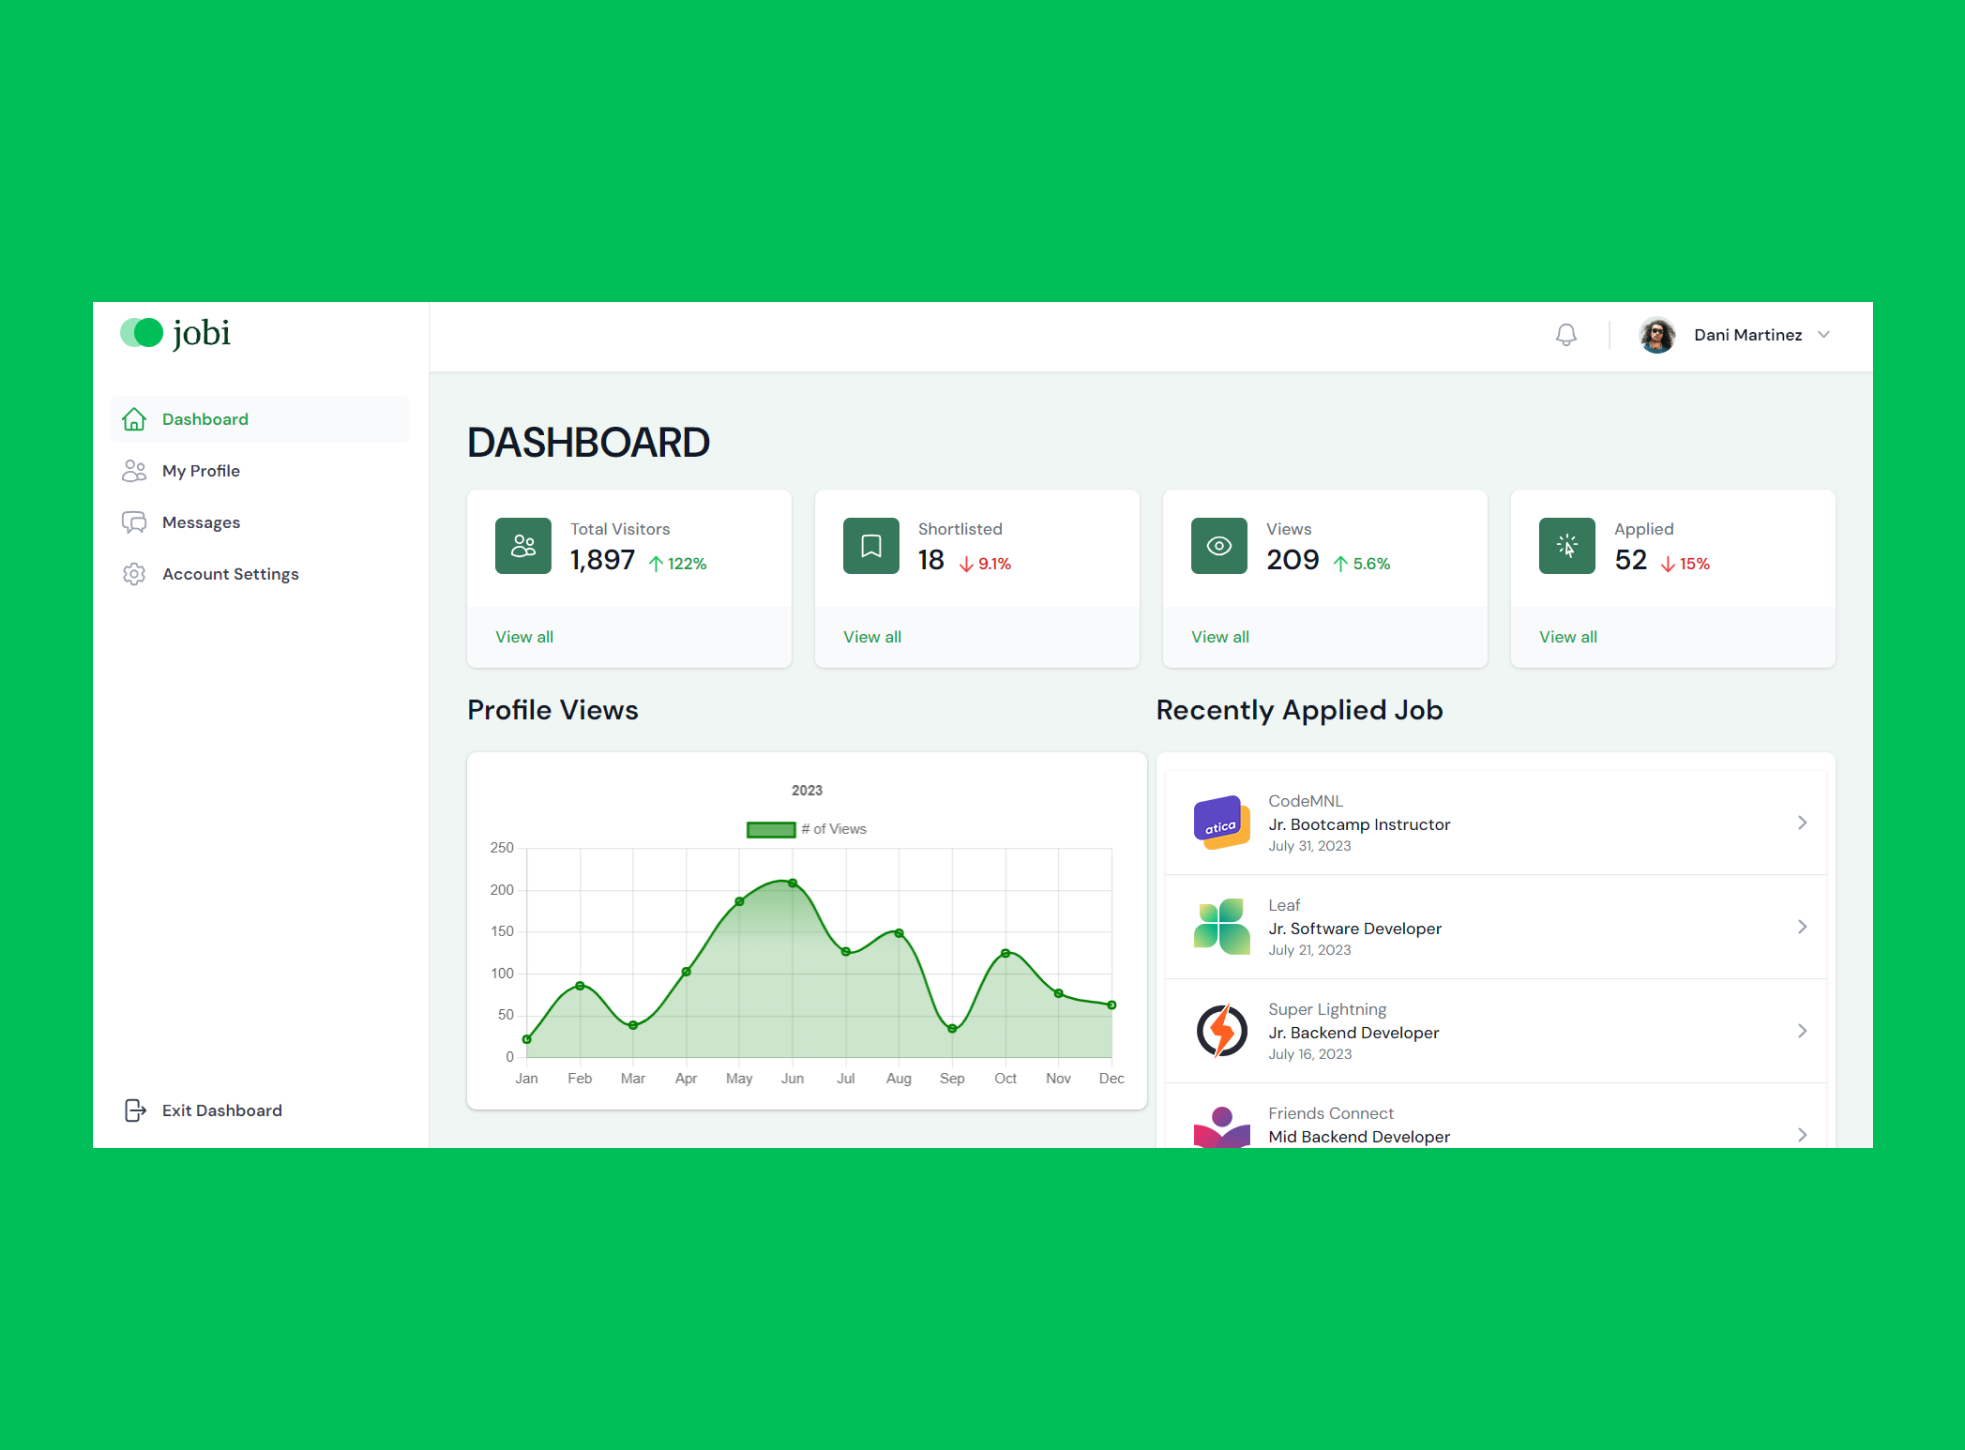 jobi
Dani Martinez
Dashboard
My Profile
Messages
Account Settings
Exit Dashboard
DASHBOARD
Total Visitors
1,897 122%
View all
Shortlisted
18 9.1%
View all
Views
209 5.6%
View all
Applied
52 15%
View all
Profile Views
2023
# of Views
250
200
150
100
50
0
Jan Feb Mar Apr May Jun Jul Aug Sep Oct Nov Dec
Recently Applied Job
atica
CodeMNL
Jr. Bootcamp Instructor
July 31, 2023
Leaf
Jr. Software Developer
July 21, 2023
Super Lightning
Jr. Backend Developer
July 16, 2023
Friends Connect
Mid Backend Developer